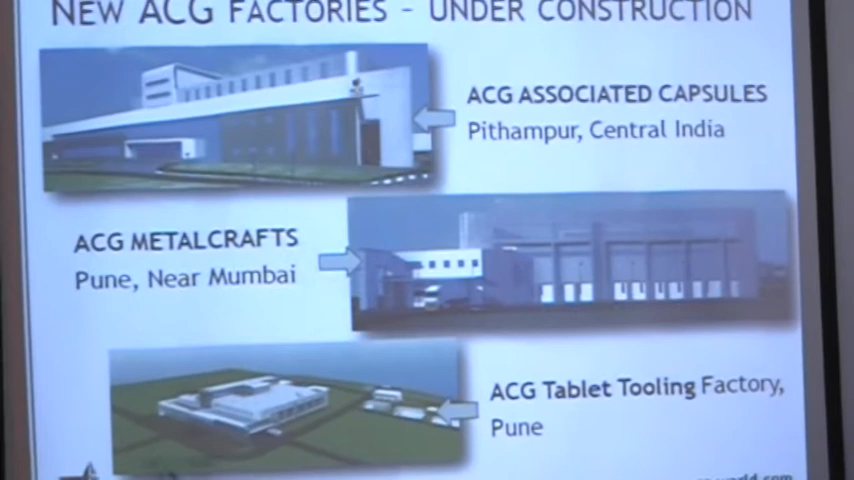 NEW ACG FACTORIES – UNDER CONSTRUCTION
ACG ASSOCIATED CAPSULES
Pithampur, Central India
ACG METALCRAFTS
Pune, Near Mumbai
ACG Tablet Tooling Factory,
Pune